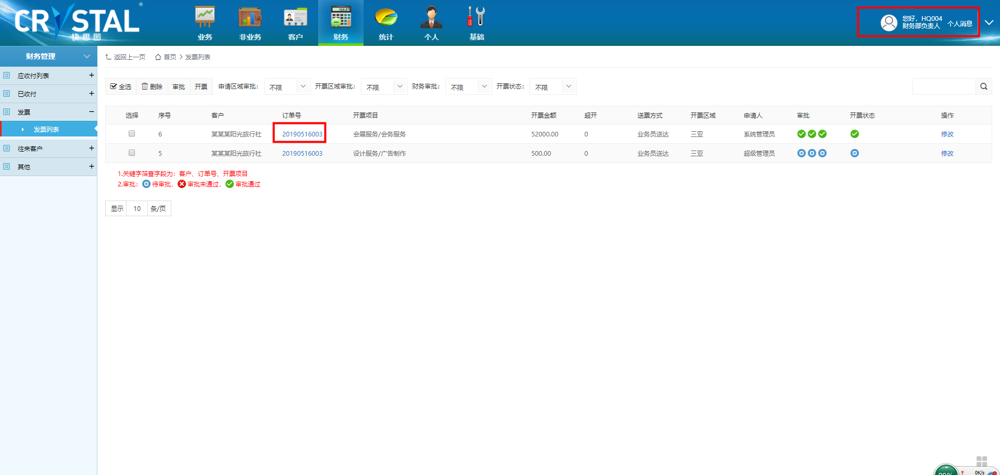 CRYSTAL®
快思图
业务 非业务 客户 财务 统计 个人 基础
您好，HQ004
财务部负责人
个人消息
财务管理
应收付列表 +
已收付 +
发票 −
发票列表
往来客户 +
其他 +
返回上一页 首页 > 发票列表
全选 删除 审批 开票 申请区域审批: 不限 开票区域审批: 不限 财务审批: 不限 开票状态: 不限
选择 序号 客户 订单号 开票项目 开票金额 超开 送票方式 开票区域 申请人 审批 开票状态 操作
6 某某某阳光旅行社 20190516003 会展服务/会务服务 52000.00 0 业务员送达 三亚 系统管理员 修改
5 某某某阳光旅行社 20190516003 设计服务/广告制作 500.00 0 业务员送达 三亚 超级管理员 修改
1.关键字筛查字段为：客户、订单号、开票项目
2.审批: 待审批, 审批未通过, 审批通过
显示 10 条/页
0K/s